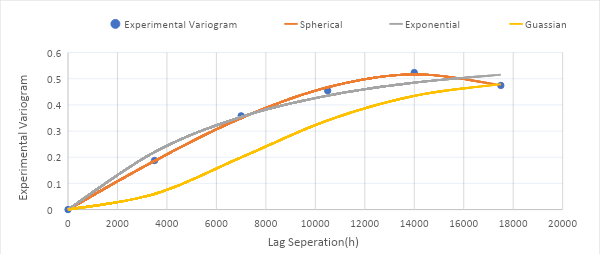 Experimental Variogram Spherical Exponential Guassian
0.6
0.5
0.4
0.3
0.2
0.1
0
Experimental Variogram
0 2000 4000 6000 8000 10000 12000 14000 16000 18000 20000
Lag Seperation(h)